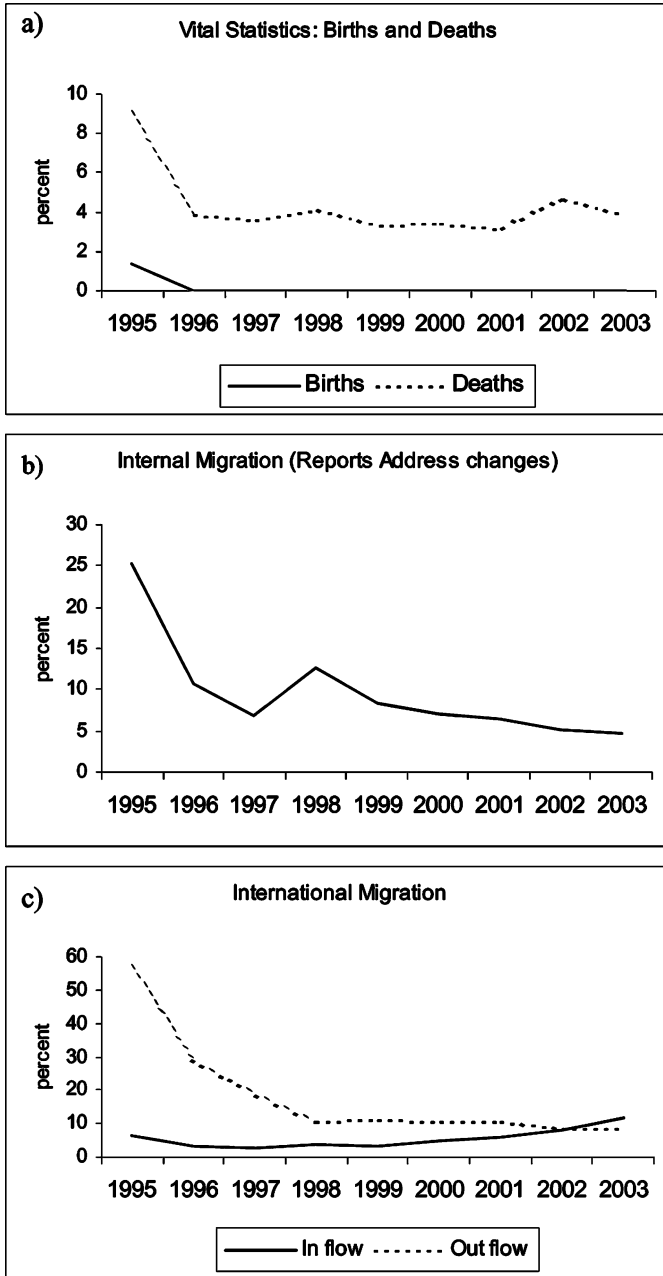 a)
Vital Statistics: Births and Deaths
10
8
6
4
2
0
percent
1995 1996 1997 1998 1999 2000 2001 2002 2003
Births Deaths
b)
Internal Migration (Reports Address changes)
30
25
20
15
10
5
0
percent
1995 1996 1997 1998 1999 2000 2001 2002 2003
c)
International Migration
60
50
40
30
20
10
0
percent
1995 1996 1997 1998 1999 2000 2001 2002 2003
In flow Out flow